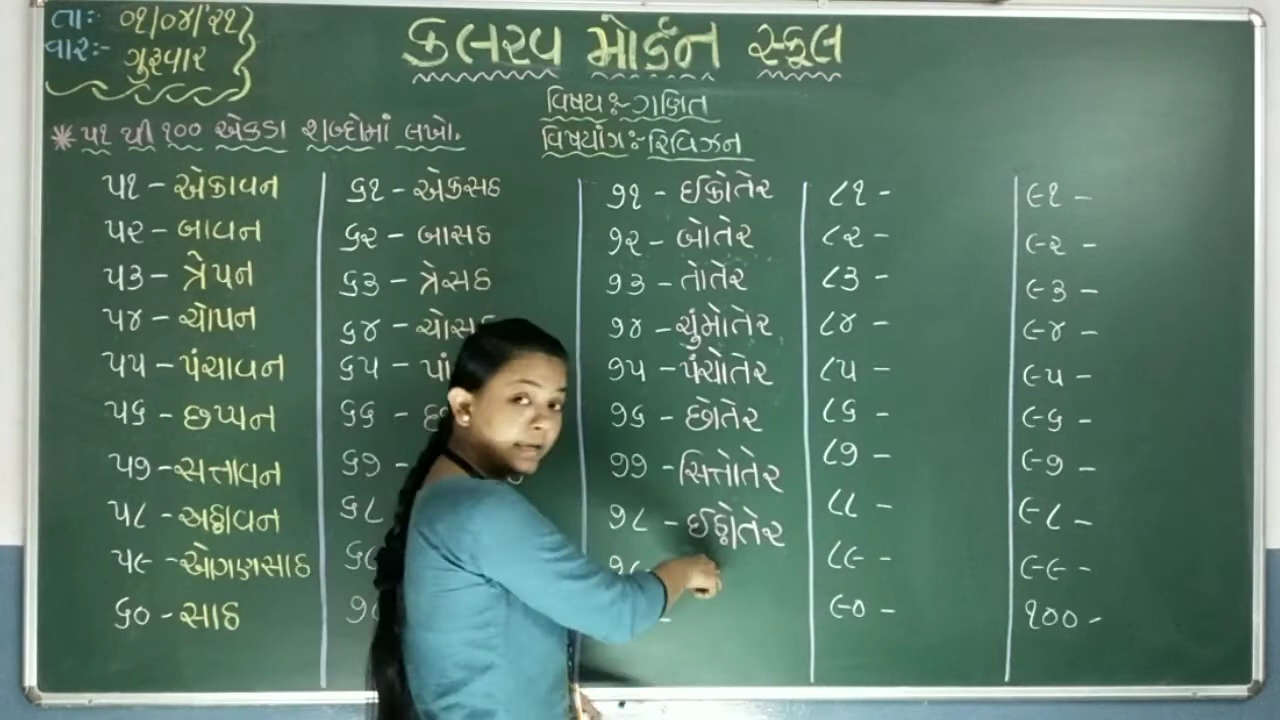 તાઃ ૦૧/૦૪/'૨૧
વારઃ- ગુરુવાર
કલરવ મોર્ડન સ્કૂલ
વિષયઃ- ગણિત
વિષયાંગઃ- રિવિઝન
* ૫૧ થી ૧૦૦ એકડા શબ્દોમાં લખો.
૫૧ - એકાવન
૫૨ - બાવન
૫૩ - ત્રેપન
૫૪ - ચોપન
૫૫ - પંચાવન
૫૬ - છપ્પન
૫૭ - સત્તાવન
૫૮ - અઠ્ઠાવન
૫૯ - ઓગણસાઠ
૬૦ - સાઠ
૬૧ - એકસઠ
૬૨ - બાસઠ
૬૩ - ત્રેસઠ
૬૪ - ચોસઠ
૬૫ - પાં
૬૬ - છ
૬૭ -
૬૮
૭૧ - ઈકોતેર
૭૨ - બોતેર
૭૩ - તોતેર
૭૪ - ચુંમોતેર
૭૫ - પંચોતેર
૭૬ - છોતેર
૭૭ - સિત્તોતેર
૭૮ - ઈઠ્ઠોતેર
૮૧ -
૮૨ -
૮૩ -
૮૪ -
૮૫ -
૮૬ -
૮૭ -
૮૮ -
૮૯ -
૯૦ -
૯૧ -
૯૨ -
૯૩ -
૯૪ -
૯૫ -
૯૬ -
૯૭ -
૯૮ -
૯૯ -
૧૦૦ -